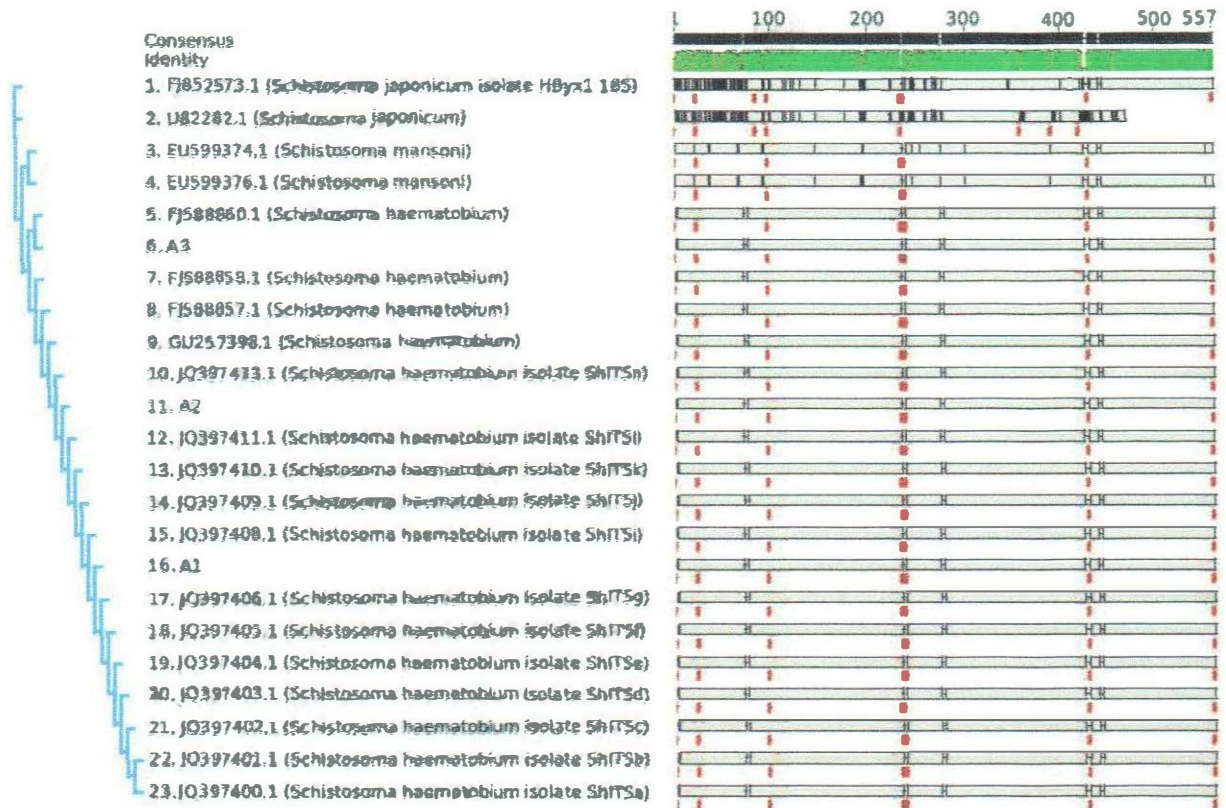 1 100 200 300 400 500 557
Consensus
Identity
1. FJ852573.1 (Schistosoma japonicum isolate HByx1 18S)
2. U82282.1 (Schistosoma japonicum)
3. EU599374.1 (Schistosoma mansoni)
4. EU599376.1 (Schistosoma mansoni)
5. FJ588860.1 (Schistosoma haematobium)
6. A3
7. FJ588858.1 (Schistosoma haematobium)
8. FJ588857.1 (Schistosoma haematobium)
9. GU257398.1 (Schistosoma haematobium)
10. JQ397413.1 (Schistosoma haematobium isolate ShITSn)
11. A2
12. JQ397411.1 (Schistosoma haematobium isolate ShITSl)
13. JQ397410.1 (Schistosoma haematobium isolate ShITSk)
14. JQ397409.1 (Schistosoma haematobium isolate ShITSj)
15. JQ397408.1 (Schistosoma haematobium isolate ShITSi)
16. A1
17. JQ397406.1 (Schistosoma haematobium isolate ShITSg)
18. JQ397405.1 (Schistosoma haematobium isolate ShITSf)
19. JQ397404.1 (Schistosoma haematobium isolate ShITSe)
20. JQ397403.1 (Schistosoma haematobium isolate ShITSd)
21. JQ397402.1 (Schistosoma haematobium isolate ShITSc)
22. JQ397401.1 (Schistosoma haematobium isolate ShITSb)
23. JQ397400.1 (Schistosoma haematobium isolate ShITSa)